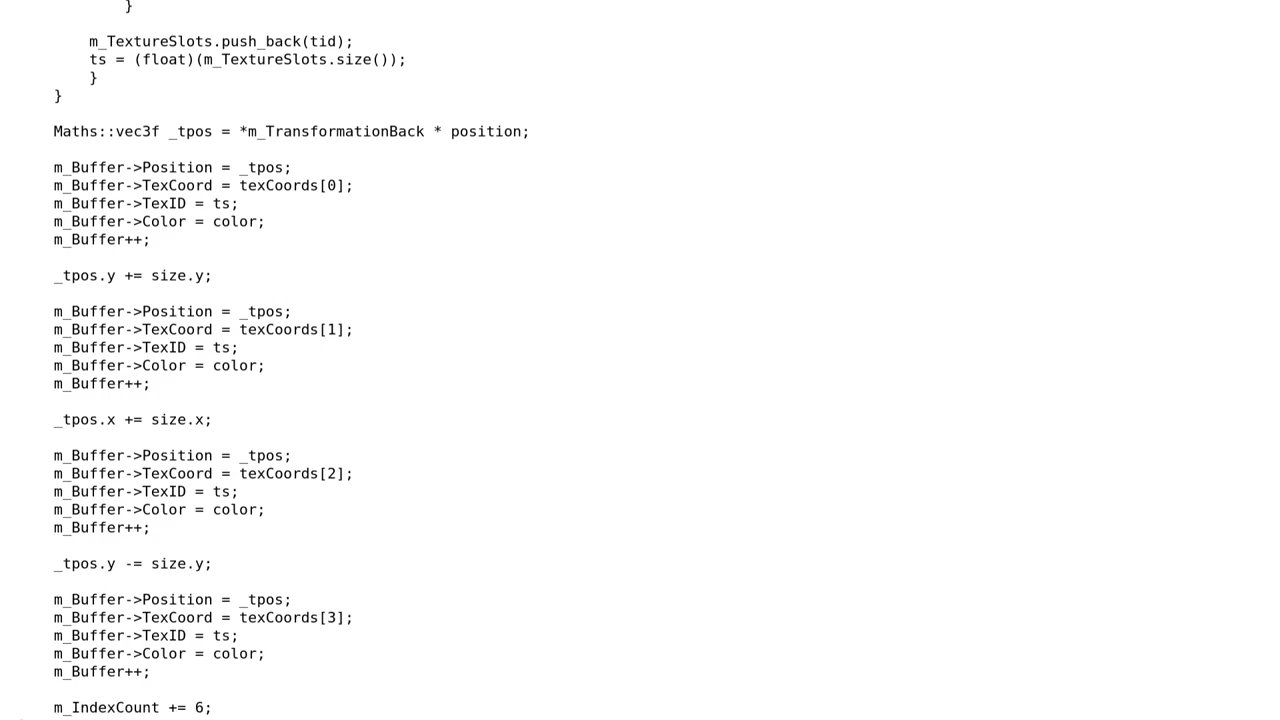 }
m_TextureSlots.push_back(tid);
ts = (float)(m_TextureSlots.size());
}
}
Maths::vec3f _tpos = *m_TransformationBack * position;
m_Buffer->Position = _tpos;
m_Buffer->TexCoord = texCoords[0];
m_Buffer->TexID = ts;
m_Buffer->Color = color;
m_Buffer++;
_tpos.y += size.y;
m_Buffer->Position = _tpos;
m_Buffer->TexCoord = texCoords[1];
m_Buffer->TexID = ts;
m_Buffer->Color = color;
m_Buffer++;
_tpos.x += size.x;
m_Buffer->Position = _tpos;
m_Buffer->TexCoord = texCoords[2];
m_Buffer->TexID = ts;
m_Buffer->Color = color;
m_Buffer++;
_tpos.y -= size.y;
m_Buffer->Position = _tpos;
m_Buffer->TexCoord = texCoords[3];
m_Buffer->TexID = ts;
m_Buffer->Color = color;
m_Buffer++;
m_IndexCount += 6;